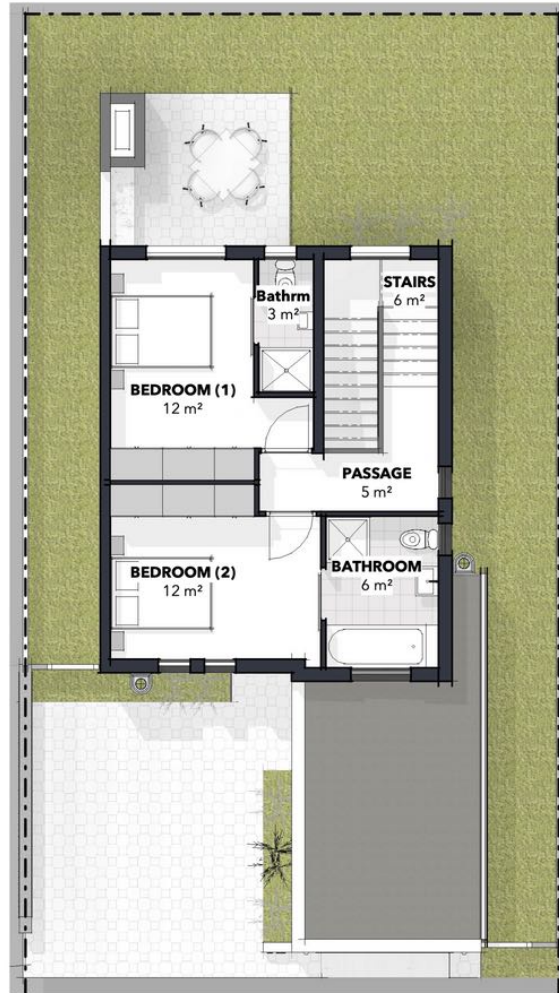 STAIRS
6 m²
Bathrm
3 m²
BEDROOM (1)
12 m²
PASSAGE
5 m²
BEDROOM (2)
12 m²
BATHROOM
6 m²